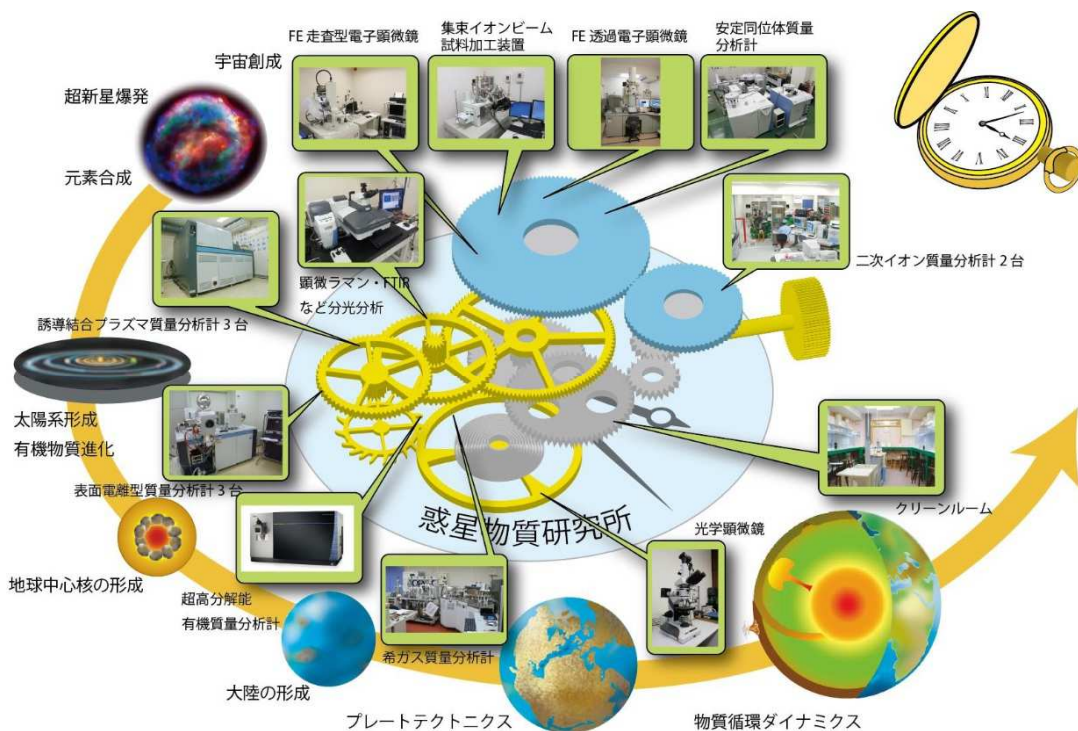 FE 走査型電子顕微鏡
集束イオンビーム
試料加工装置
FE 透過電子顕微鏡
安定同位体質量
分析計
宇宙創成
超新星爆発
元素合成
二次イオン質量分析計 2 台
顕微ラマン・FTIR
など分光分析
誘導結合プラズマ質量分析計 3 台
太陽系形成
有機物質進化
表面電離型質量分析計 3 台
クリーンルーム
惑星物質研究所
光学顕微鏡
地球中心核の形成
超高分解能
有機質量分析計
希ガス質量分析計
大陸の形成
プレートテクトニクス
物質循環ダイナミクス